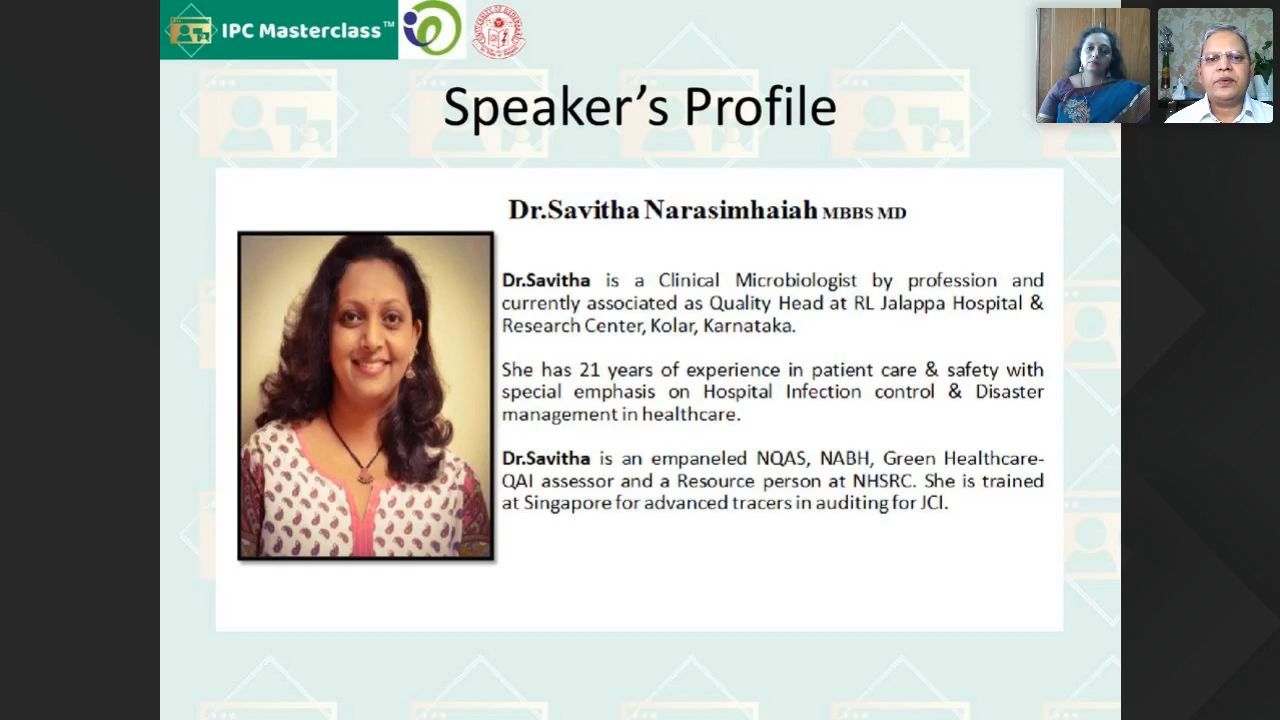 IPC Masterclass™
Speaker's Profile
Dr.Savitha Narasimhaiah MBBS MD
Dr.Savitha is a Clinical Microbiologist by profession and
currently associated as Quality Head at RL Jalappa Hospital &
Research Center, Kolar, Karnataka.
She has 21 years of experience in patient care & safety with
special emphasis on Hospital Infection control & Disaster
management in healthcare.
Dr.Savitha is an empaneled NQAS, NABH, Green Healthcare-
QAI assessor and a Resource person at NHSRC. She is trained
at Singapore for advanced tracers in auditing for JCI.